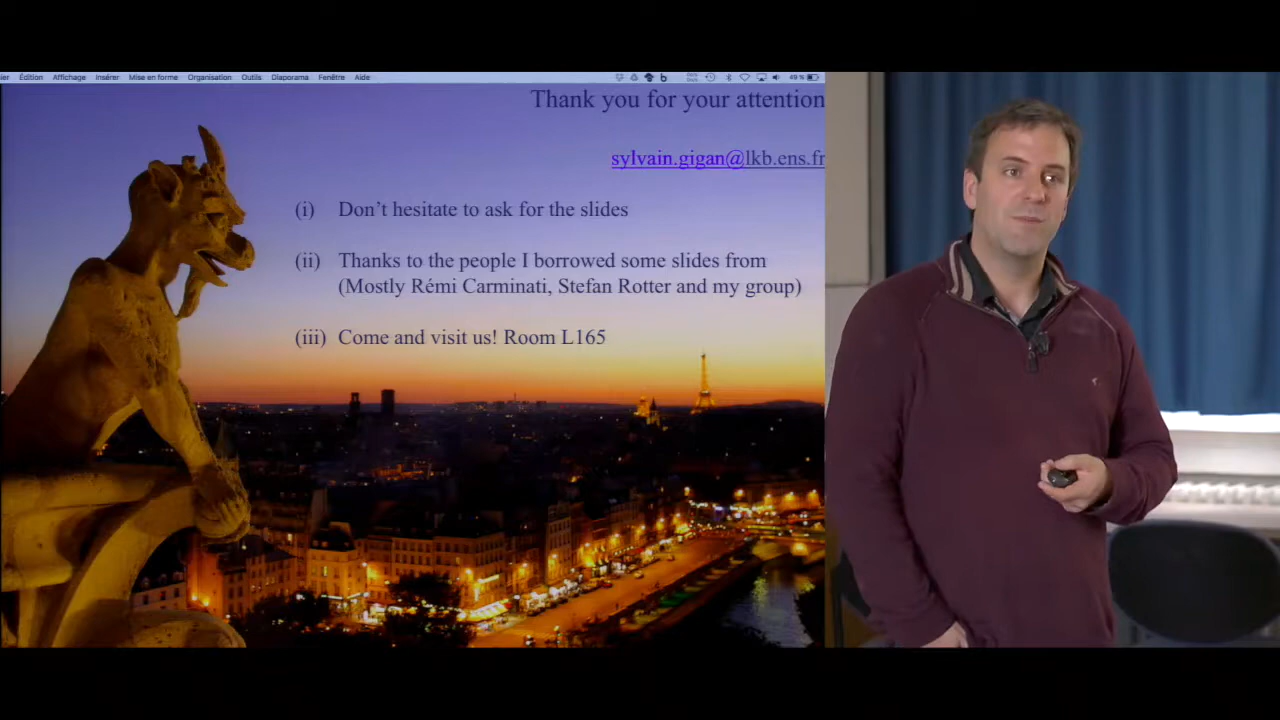 ier Édition Affichage Insérer Mise en forme Organisation Outils Diaporama Fenêtre Aide 49 %
Thank you for your attention
sylvain.gigan@lkb.ens.fr
(i) Don't hesitate to ask for the slides
(ii) Thanks to the people I borrowed some slides from
(Mostly Rémi Carminati, Stefan Rotter and my group)
(iii) Come and visit us! Room L165